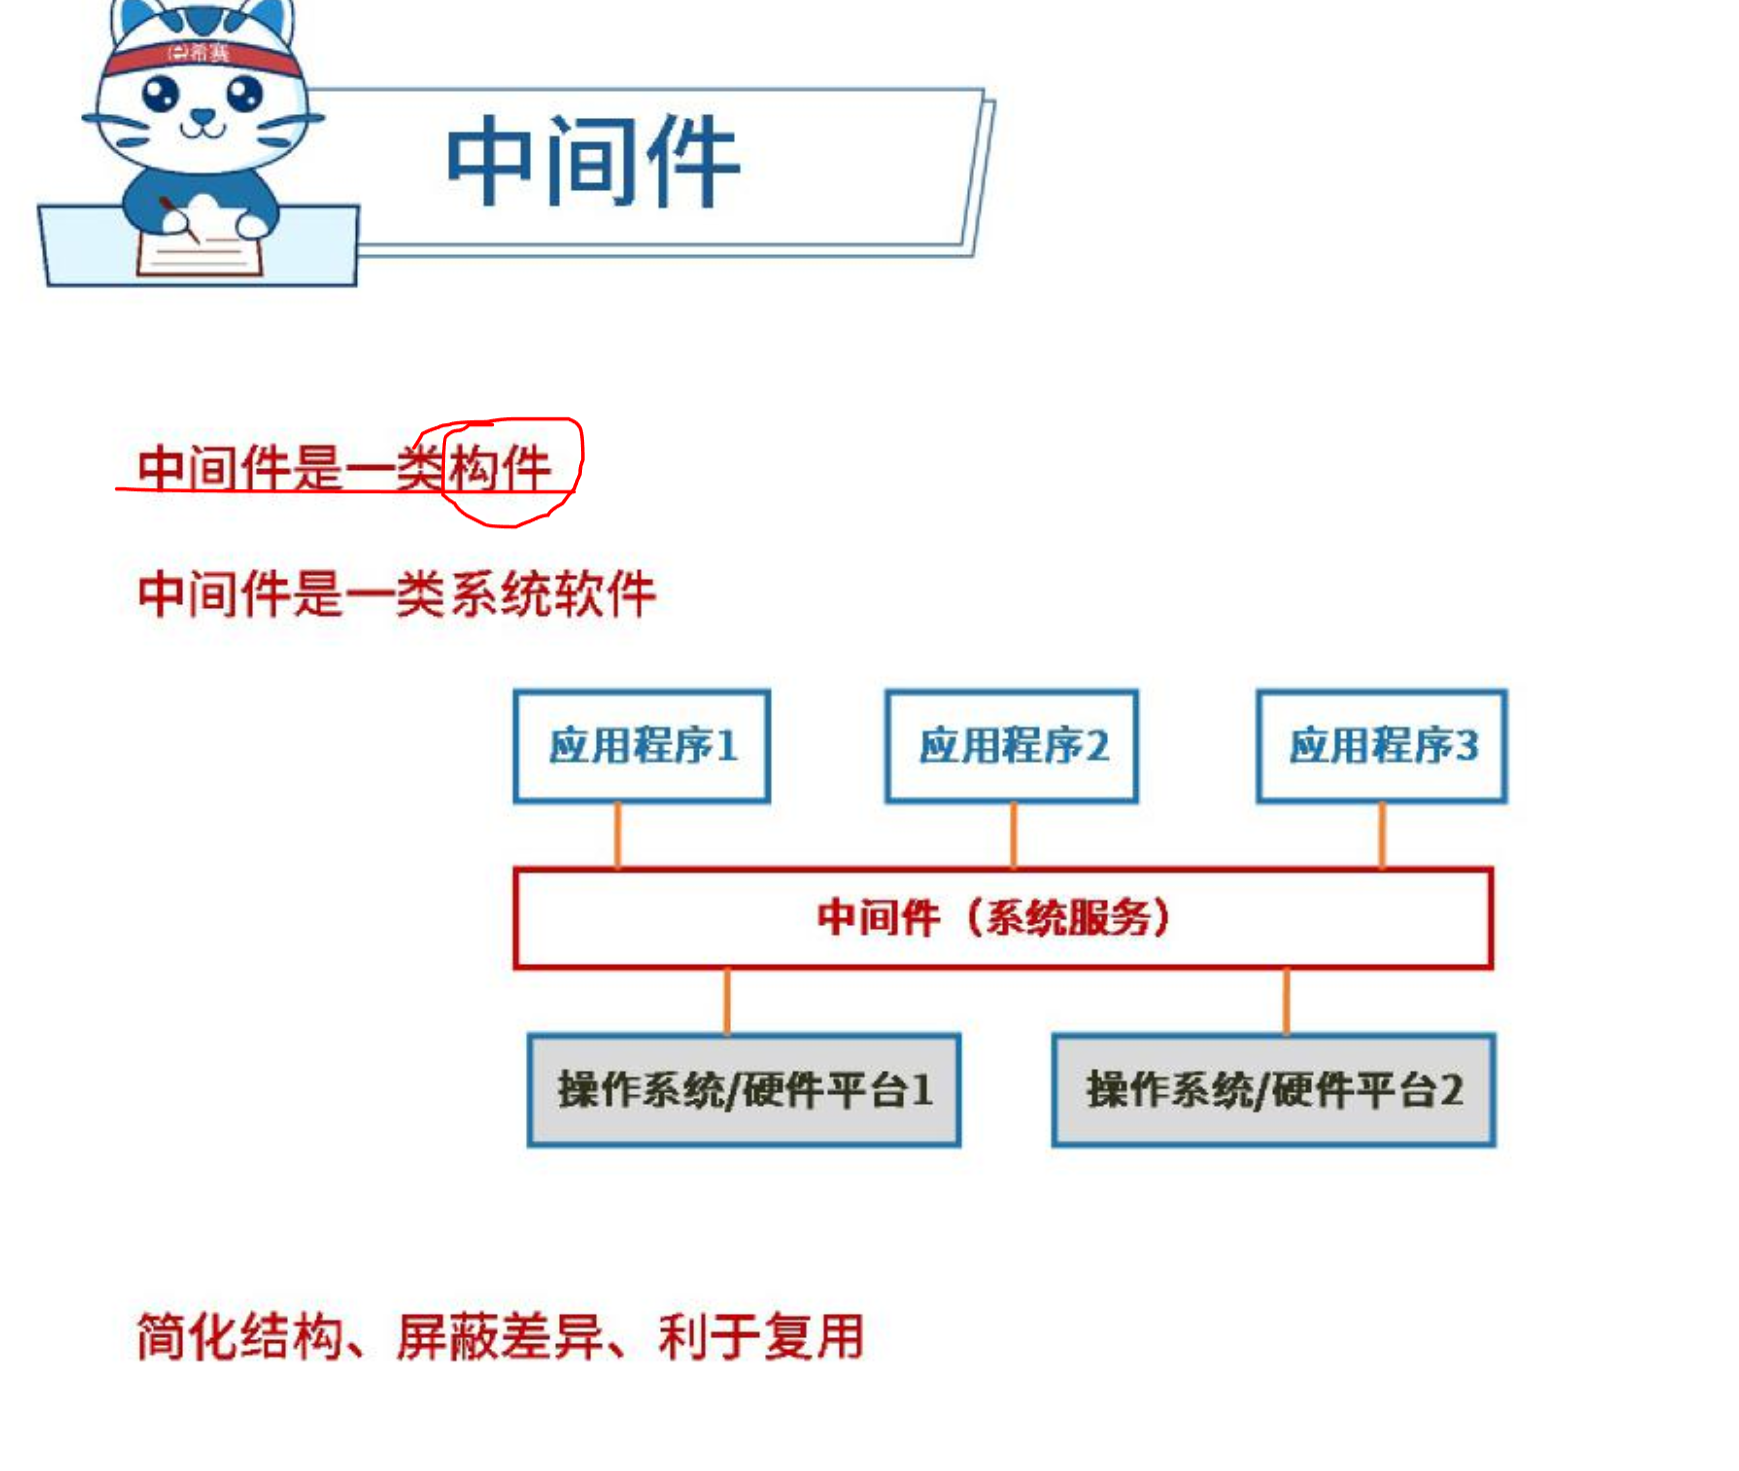 希赛
中间件
中间件是一类构件
中间件是一类系统软件
应用程序1 应用程序2 应用程序3
中间件（系统服务）
操作系统/硬件平台1 操作系统/硬件平台2
简化结构、屏蔽差异、利于复用